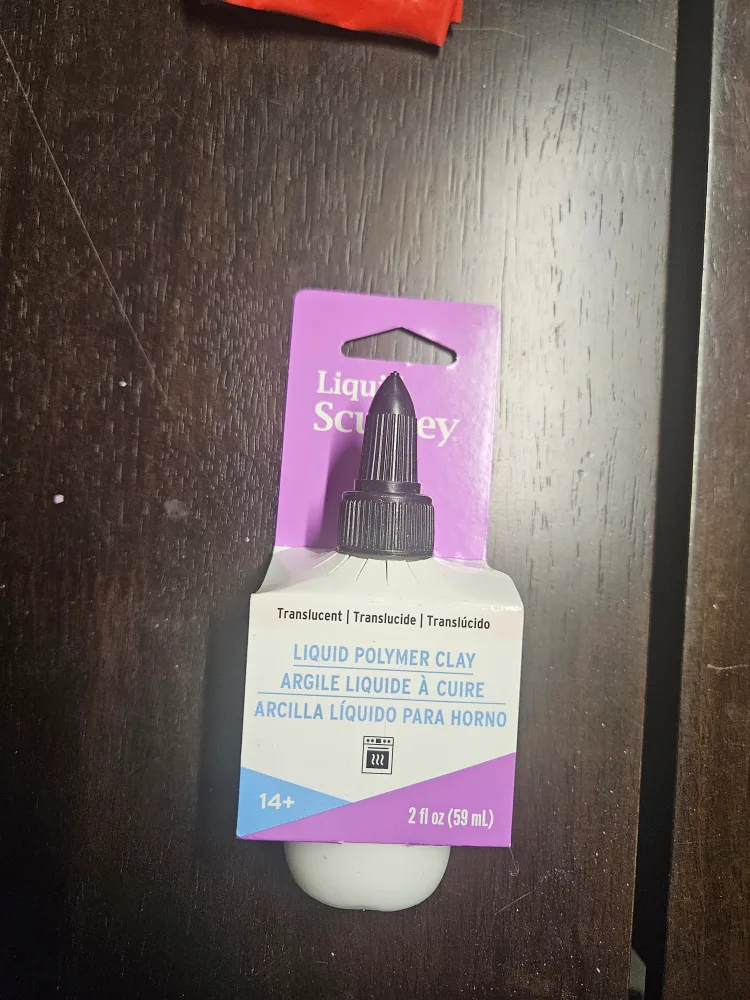 Translucent | Translucide | Translúcido
LIQUID POLYMER CLAY
ARGILE LIQUIDE À CUIRE
ARCILLA LÍQUIDO PARA HORNO
14+
2 fl oz (59 mL)